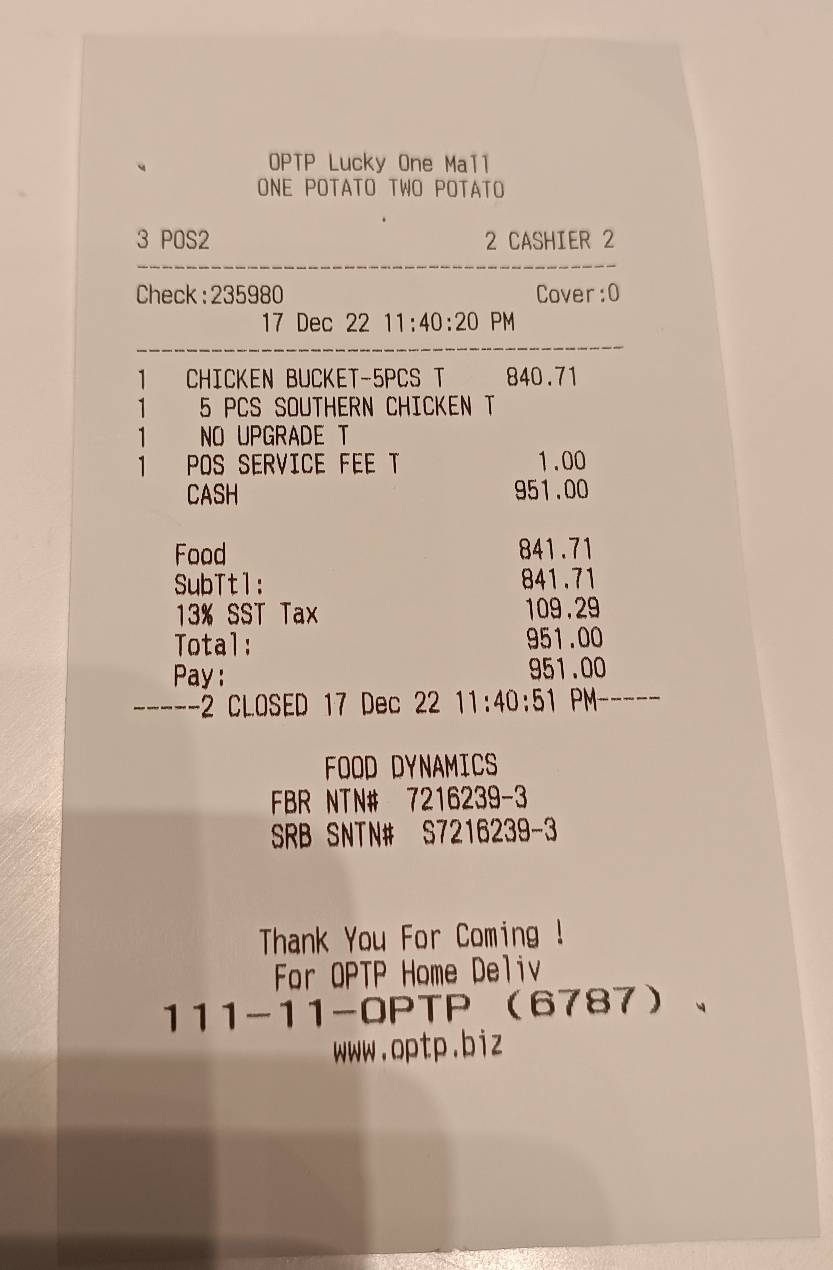 OPTP Lucky One Mall
ONE POTATO TWO POTATO
3 POS2 2 CASHIER 2
Check:235980 Cover:0
17 Dec 22 11:40:20 PM
1 CHICKEN BUCKET-5PCS T 840.71
1 5 PCS SOUTHERN CHICKEN T
1 NO UPGRADE T
1 POS SERVICE FEE T 1.00
CASH 951.00
Food 841.71
SubTtl: 841.71
13% SST Tax 109.29
Total: 951.00
Pay: 951.00
-----2 CLOSED 17 Dec 22 11:40:51 PM-----
FOOD DYNAMICS
FBR NTN# 7216239-3
SRB SNTN# S7216239-3
Thank You For Coming !
For OPTP Home Deliv
111-11-OPTP (6787)
www.optp.biz